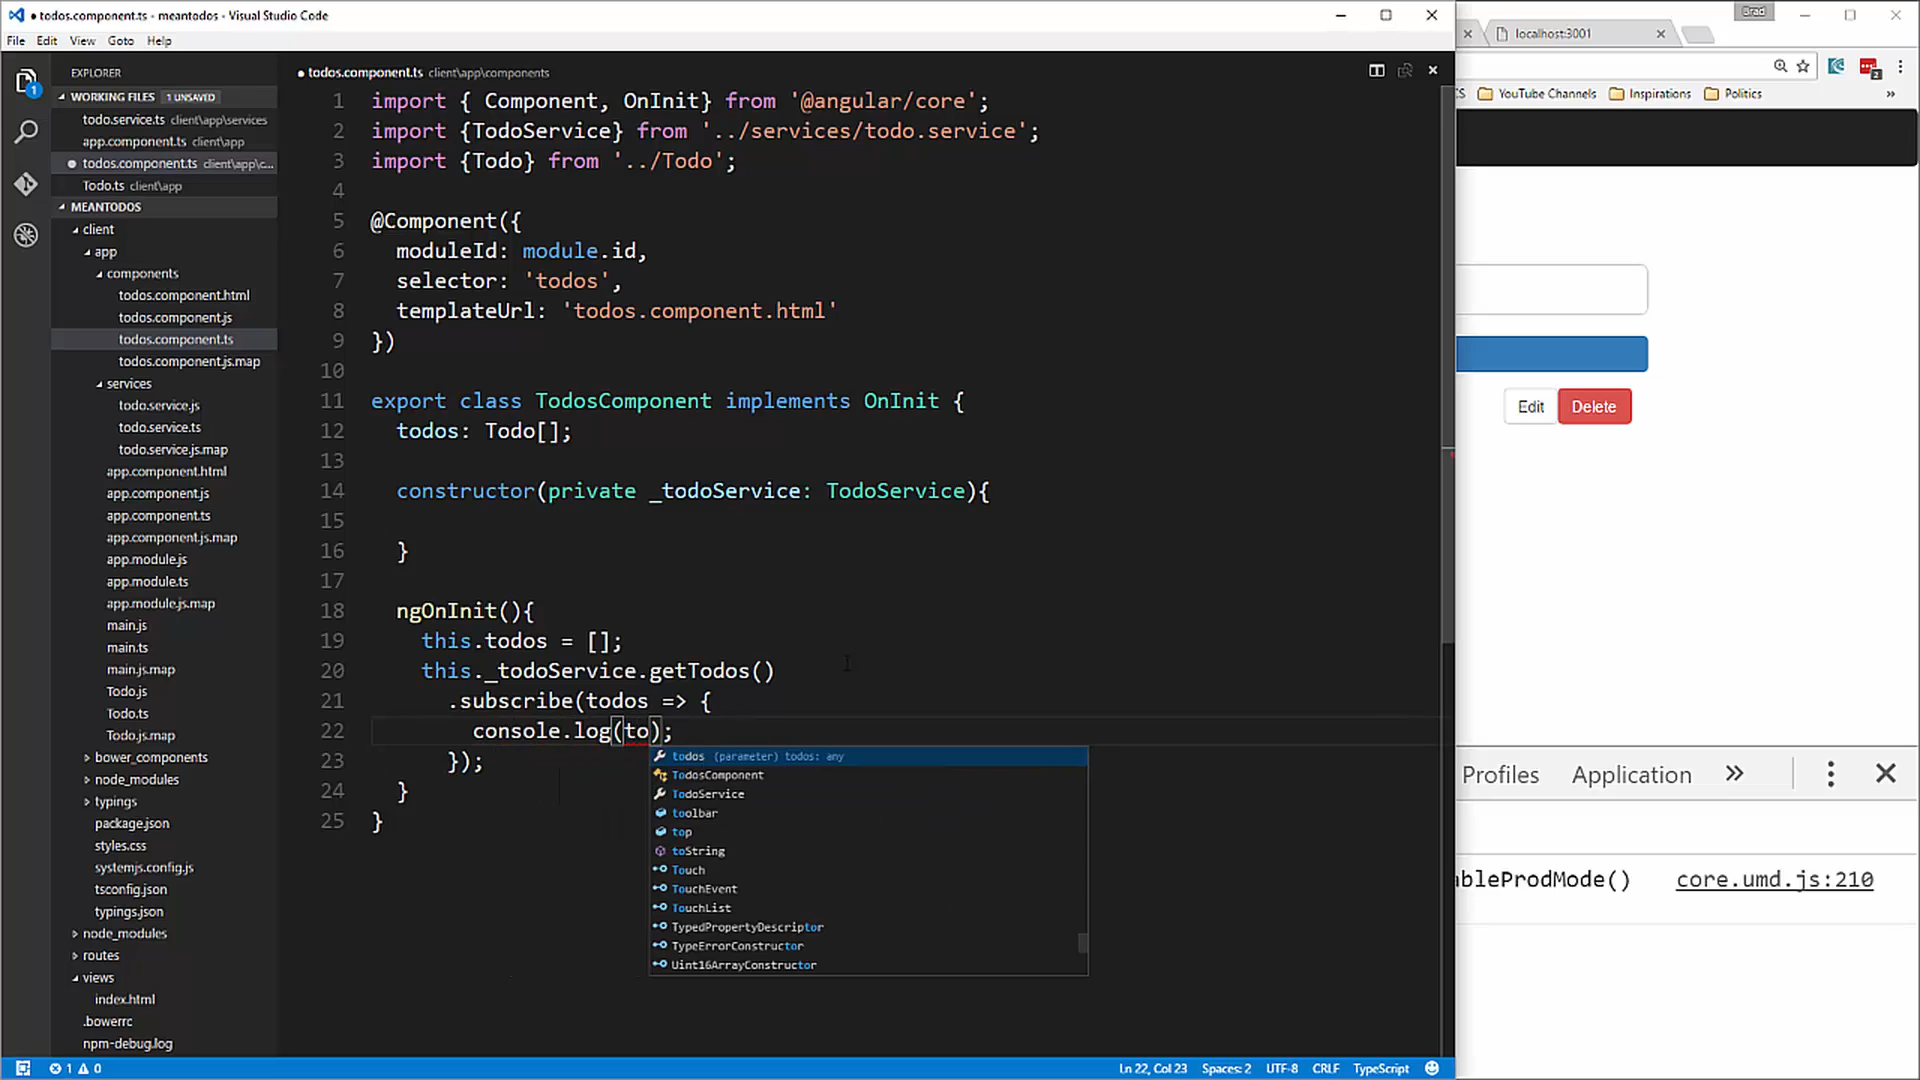 ● todos.component.ts - meantodos - Visual Studio Code
File Edit View Goto Help
EXPLORER
WORKING FILES 1 UNSAVED
todo.service.ts client\app\services
app.component.ts client\app
todos.component.ts client\app\c...
Todo.ts client\app
MEANTODOS
client
app
components
todos.component.html
todos.component.js
todos.component.ts
todos.component.js.map
services
todo.service.js
todo.service.ts
todo.service.js.map
app.component.html
app.component.js
app.component.ts
app.component.js.map
app.module.js
app.module.ts
app.module.js.map
main.js
main.ts
main.js.map
Todo.js
Todo.ts
Todo.js.map
bower_components
node_modules
typings
package.json
styles.css
systemjs.config.js
tsconfig.json
typings.json
node_modules
routes
views
index.html
.bowerrc
npm-debug.log
1
● todos.component.ts client\app\components
1 import { Component, OnInit} from '@angular/core';
2 import {TodoService} from '../services/todo.service';
3 import {Todo} from '../Todo';
4
5 @Component({
6 moduleId: module.id,
7 selector: 'todos',
8 templateUrl: 'todos.component.html'
9 })
10
11 export class TodosComponent implements OnInit {
12 todos: Todo[];
13
14 constructor(private _todoService: TodoService){
15
16 }
17
18 ngOnInit(){
19 this.todos = [];
20 this._todoService.getTodos()
21 .subscribe(todos => {
22 console.log(to);
23 });
24 }
25 }
todos (parameter) todos: any
TodosComponent
TodoService
toolbar
top
toString
Touch
TouchEvent
TouchList
TypedPropertyDescriptor
TypeErrorConstructor
Uint16ArrayConstructor
1 0
Ln 22, Col 23 Spaces: 2 UTF-8 CRLF TypeScript
Brad
localhost:3001
2
CS YouTube Channels Inspirations Politics »
Edit Delete
Profiles Application
ableProdMode() core.umd.js:210